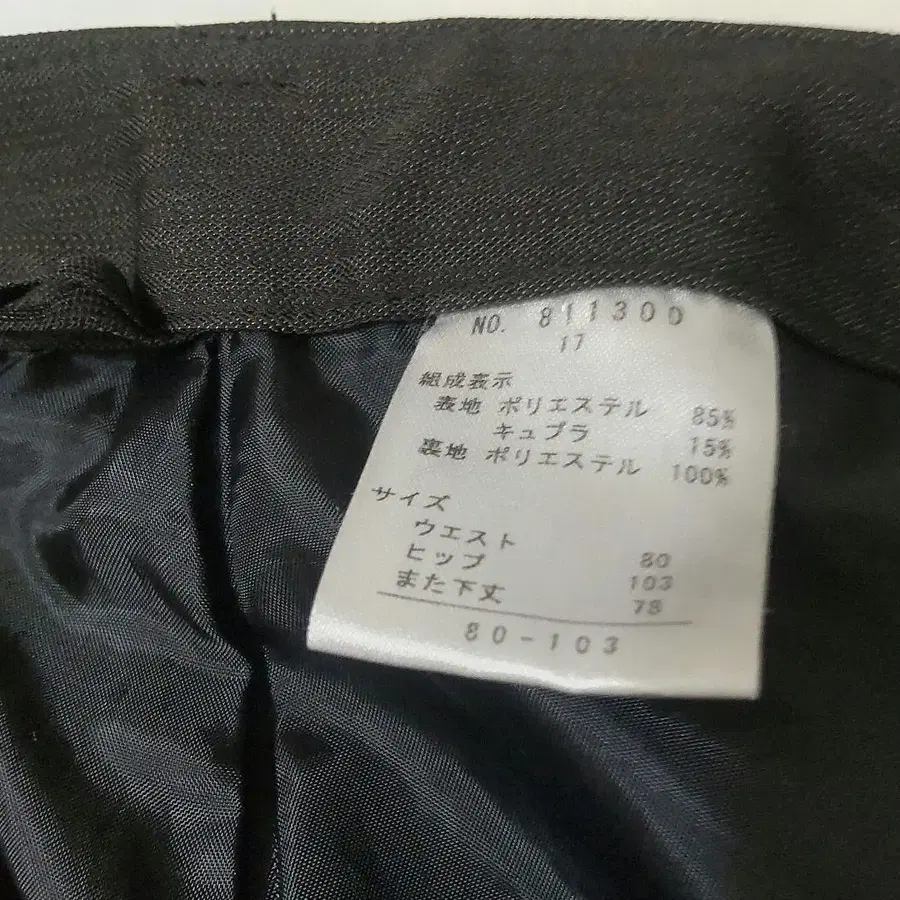 NO. 811300
17
組成表示
表地 ポリエステル 85%
キュプラ 15%
裏地 ポリエステル 100%
サイズ
ウエスト 80
ヒップ 103
また下丈 78
80-103